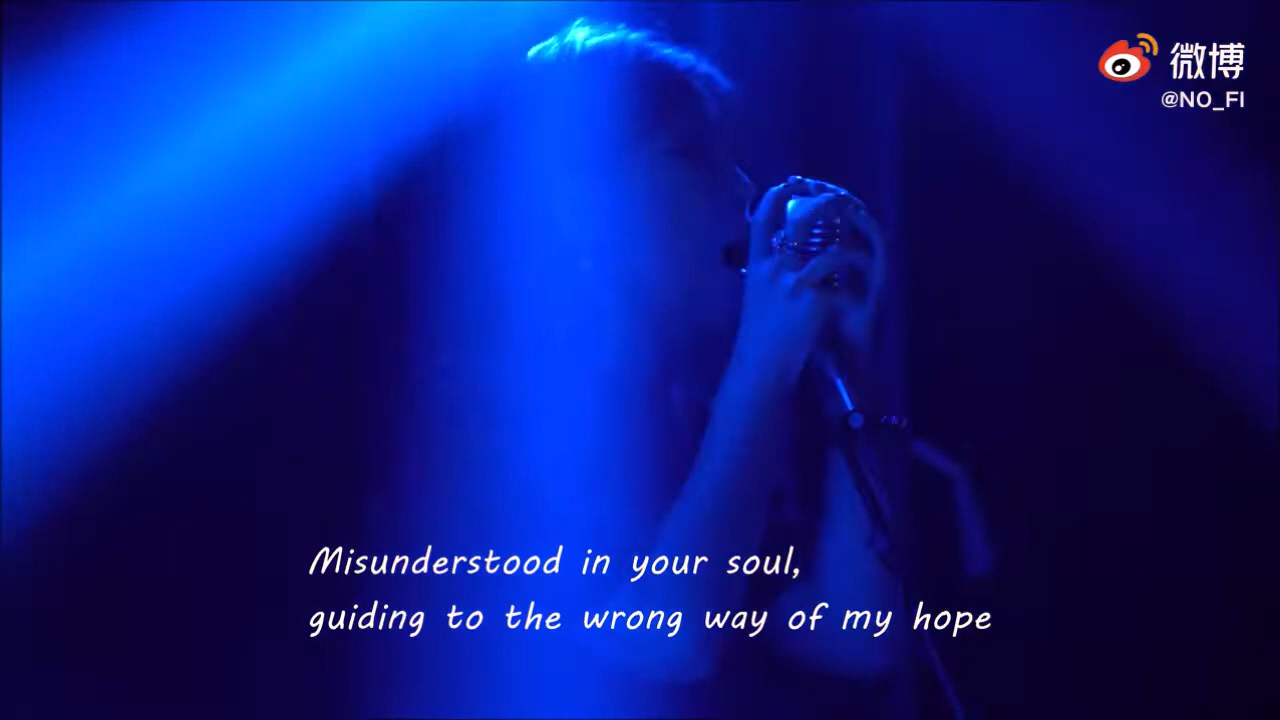 微博
@NO_FI
Misunderstood in your soul,
guiding to the wrong way of my hope